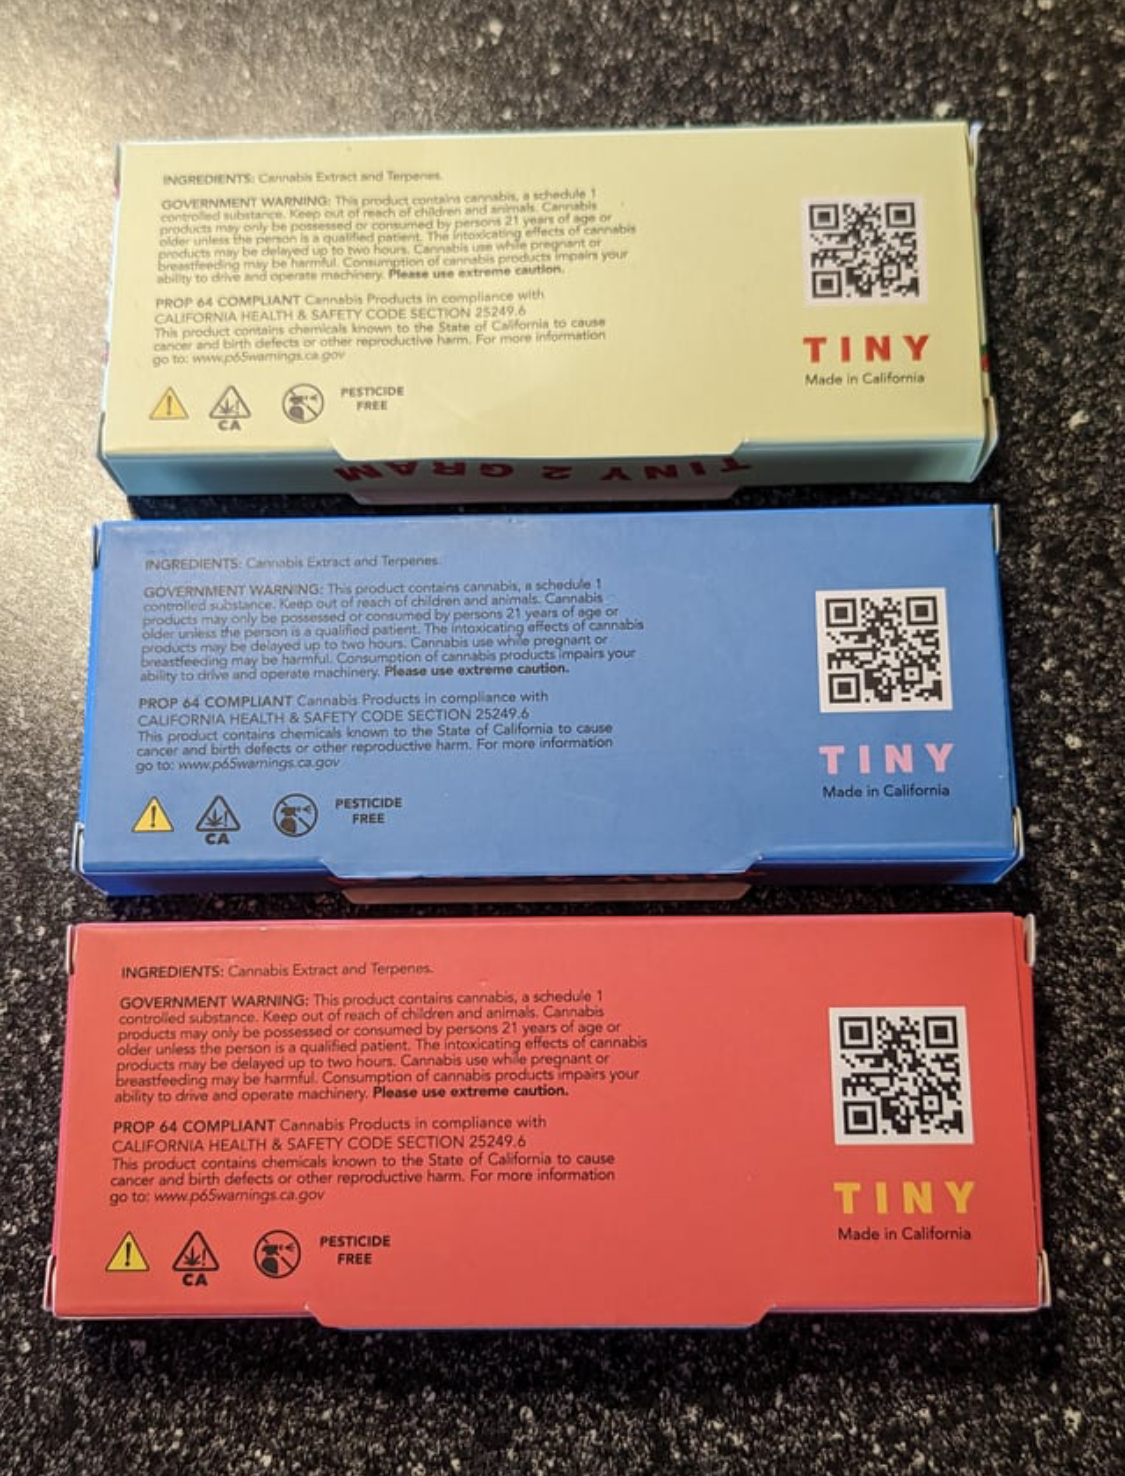 INGREDIENTS: Cannabis Extract and Terpenes.
GOVERNMENT WARNING: This product contains cannabis, a schedule 1
controlled substance. Keep out of reach of children and animals. Cannabis
products may only be possessed or consumed by persons 21 years of age or
older unless the person is a qualified patient. The intoxicating effects of cannabis
products may be delayed up to two hours. Cannabis use while pregnant or
breastfeeding may be harmful. Consumption of cannabis products impairs your
ability to drive and operate machinery. Please use extreme caution.
PROP 64 COMPLIANT Cannabis Products in compliance with
CALIFORNIA HEALTH & SAFETY CODE SECTION 25249.6
This product contains chemicals known to the State of California to cause
cancer and birth defects or other reproductive harm. For more information
go to: www.p65warnings.ca.gov
CA
PESTICIDE
FREE
TINY
Made in California
TINY 2 GRAM
INGREDIENTS: Cannabis Extract and Terpenes.
GOVERNMENT WARNING: This product contains cannabis, a schedule 1
controlled substance. Keep out of reach of children and animals. Cannabis
products may only be possessed or consumed by persons 21 years of age or
older unless the person is a qualified patient. The intoxicating effects of cannabis
products may be delayed up to two hours. Cannabis use while pregnant or
breastfeeding may be harmful. Consumption of cannabis products impairs your
ability to drive and operate machinery. Please use extreme caution.
PROP 64 COMPLIANT Cannabis Products in compliance with
CALIFORNIA HEALTH & SAFETY CODE SECTION 25249.6
This product contains chemicals known to the State of California to cause
cancer and birth defects or other reproductive harm. For more information
go to: www.p65warnings.ca.gov
CA
PESTICIDE
FREE
TINY
Made in California
INGREDIENTS: Cannabis Extract and Terpenes.
GOVERNMENT WARNING: This product contains cannabis, a schedule 1
controlled substance. Keep out of reach of children and animals. Cannabis
products may only be possessed or consumed by persons 21 years of age or
older unless the person is a qualified patient. The intoxicating effects of cannabis
products may be delayed up to two hours. Cannabis use while pregnant or
breastfeeding may be harmful. Consumption of cannabis products impairs your
ability to drive and operate machinery. Please use extreme caution.
PROP 64 COMPLIANT Cannabis Products in compliance with
CALIFORNIA HEALTH & SAFETY CODE SECTION 25249.6
This product contains chemicals known to the State of California to cause
cancer and birth defects or other reproductive harm. For more information
go to: www.p65warnings.ca.gov
CA
PESTICIDE
FREE
TINY
Made in California